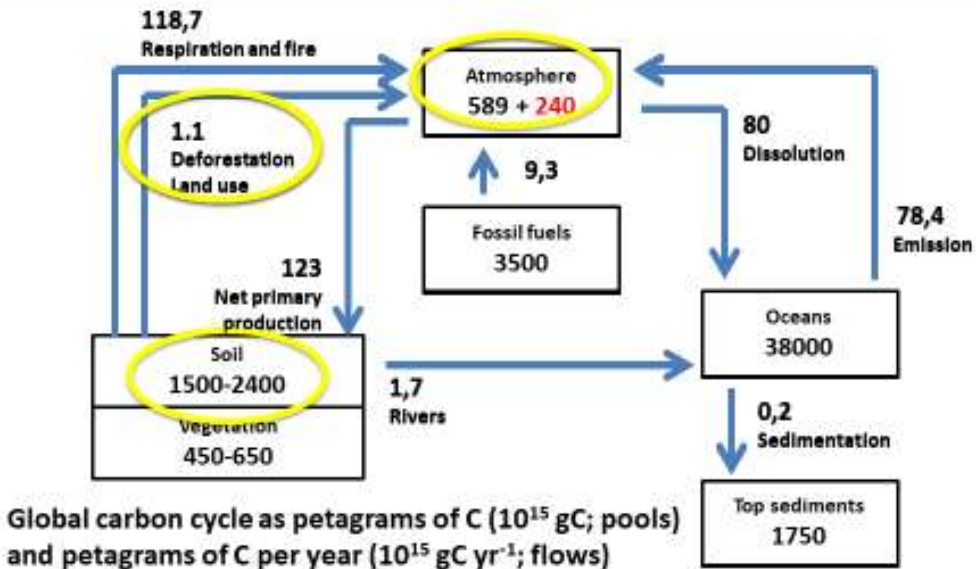 118,7
Respiration and fire
Atmosphere
589 + 240
1.1
Deforestation
Land use
80
Dissolution
9,3
78,4
Emission
Fossil fuels
3500
123
Net primary
production
Oceans
38000
Soil
1500-2400
1,7
Rivers
Vegetation
450-650
0,2
Sedimentation
Top sediments
1750
Global carbon cycle as petagrams of C (10¹⁵ gC; pools)
and petagrams of C per year (10¹⁵ gC yr⁻¹; flows)